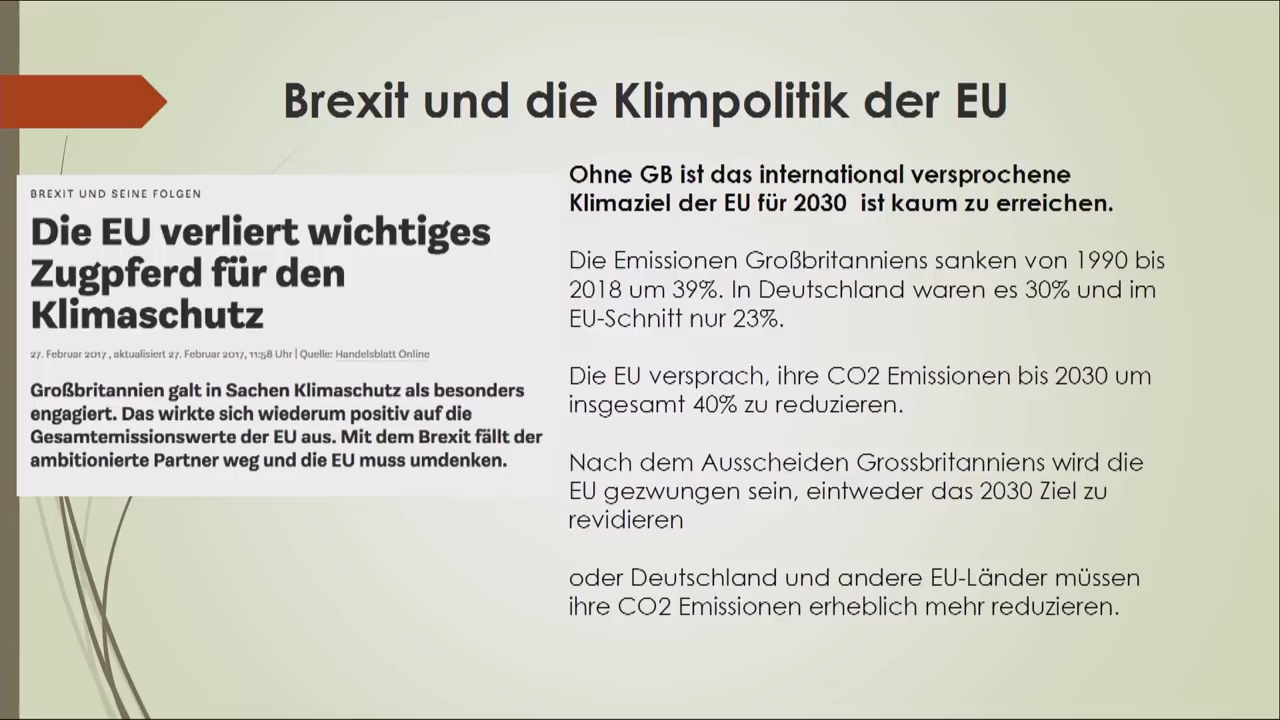 Brexit und die Klimpolitik der EU
BREXIT UND SEINE FOLGEN
Die EU verliert wichtiges
Zugpferd für den
Klimaschutz
27. Februar 2017 , aktualisiert 27. Februar 2017, 11:58 Uhr | Quelle: Handelsblatt Online
Großbritannien galt in Sachen Klimaschutz als besonders
engagiert. Das wirkte sich wiederum positiv auf die
Gesamtemissionswerte der EU aus. Mit dem Brexit fällt der
ambitionierte Partner weg und die EU muss umdenken.
Ohne GB ist das international versprochene
Klimaziel der EU für 2030 ist kaum zu erreichen.
Die Emissionen Großbritanniens sanken von 1990 bis
2018 um 39%. In Deutschland waren es 30% und im
EU-Schnitt nur 23%.
Die EU versprach, ihre CO2 Emissionen bis 2030 um
insgesamt 40% zu reduzieren.
Nach dem Ausscheiden Grossbritanniens wird die
EU gezwungen sein, eintweder das 2030 Ziel zu
revidieren
oder Deutschland und andere EU-Länder müssen
ihre CO2 Emissionen erheblich mehr reduzieren.